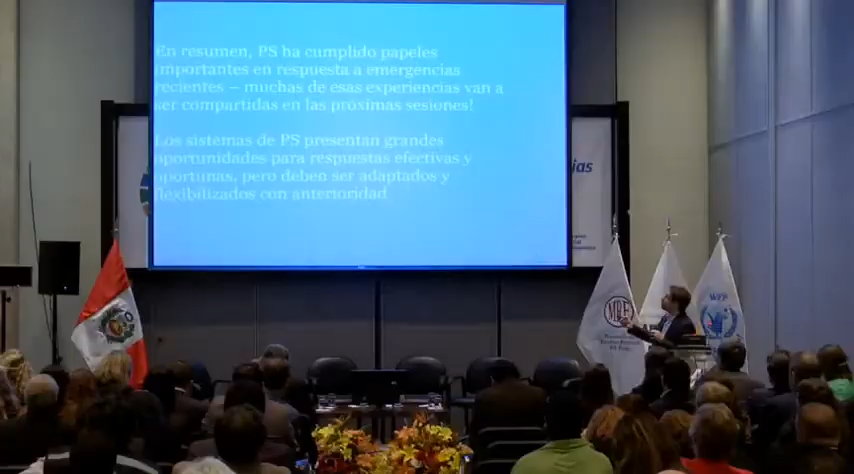 En resumen, PS ha cumplido papeles
importantes en respuesta a emergencias
recientes – muchas de esas experiencias van a
ser compartidas en las próximas sesiones!
Los sistemas de PS presentan grandes
oportunidades para respuestas efectivas y
oportunas, pero deben ser adaptados y
flexibilizados con anterioridad
ias
WFP